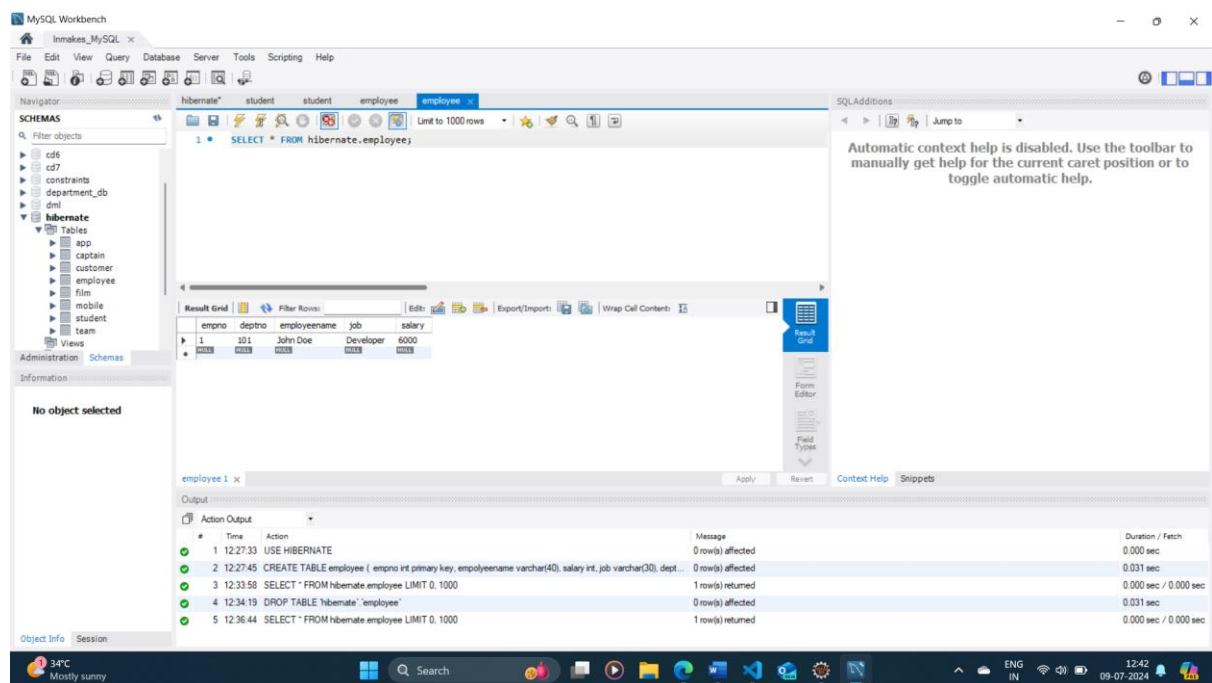 MySQL Workbench
Inmakes_MySQL ×
File Edit View Query Database Server Tools Scripting Help
Navigator
SCHEMAS
Filter objects
cd6
cd7
constraints
department_db
dml
hibernate
Tables
app
captain
customer
employee
film
mobile
student
team
Views
Administration Schemas
Information
No object selected
Object Info Session
hibernate* student student employee employee ×
Limit to 1000 rows
1 SELECT * FROM hibernate.employee;
Result Grid Filter Rows: Edit: Export/Import: Wrap Cell Content:
empno deptno employeename job salary
1 101 John Doe Developer 6000
NULL NULL NULL NULL NULL
Result Grid
Form Editor
Field Types
employee 1 × Apply Revert
SQLAdditions
Jump to
Automatic context help is disabled. Use the toolbar to
manually get help for the current caret position or to
toggle automatic help.
Context Help Snippets
Output
Action Output
# Time Action Message Duration / Fetch
1 12:27:33 USE HIBERNATE 0 row(s) affected 0.000 sec
2 12:27:45 CREATE TABLE employee ( empno int primary key, empolyeename varchar(40), salary int, job varchar(30), dept... 0 row(s) affected 0.031 sec
3 12:33:58 SELECT * FROM hibernate.employee LIMIT 0, 1000 1 row(s) returned 0.000 sec / 0.000 sec
4 12:34:19 DROP TABLE `hibernate`.`employee` 0 row(s) affected 0.031 sec
5 12:36:44 SELECT * FROM hibernate.employee LIMIT 0, 1000 1 row(s) returned 0.000 sec / 0.000 sec
1
34°C
Mostly sunny
Search
ENG
IN
12:42
09-07-2024